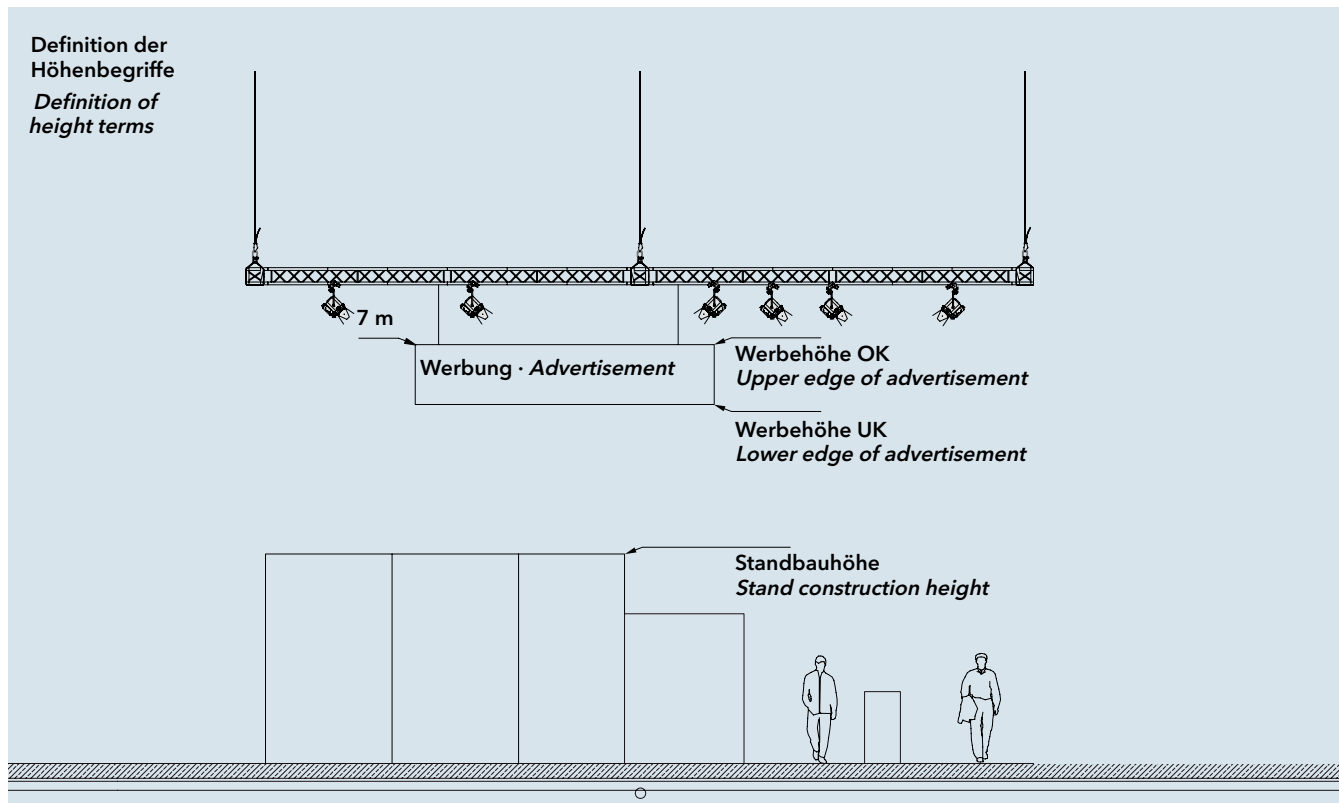 Definition der
Höhenbegriffe
Definition of
height terms
7 m
Werbung · Advertisement
Werbehöhe OK
Upper edge of advertisement
Werbehöhe UK
Lower edge of advertisement
Standbauhöhe
Stand construction height